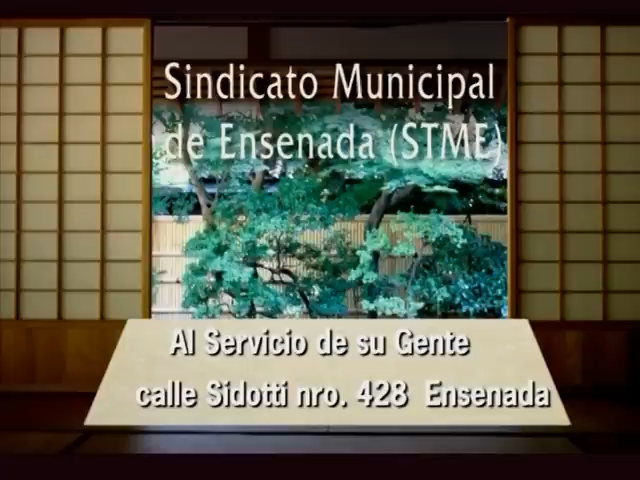 Sindicato Municipal
de Ensenada (STME)
Al Servicio de su Gente
calle Sidotti nro. 428 Ensenada